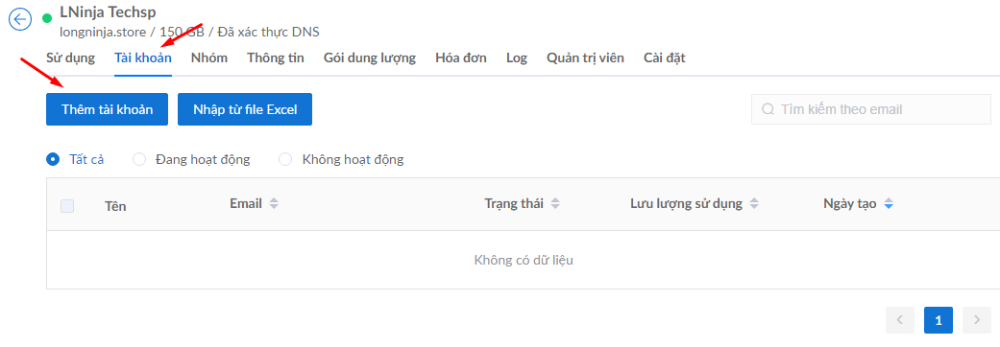 LNinja Techsp
longninja.store / 150 GB / Đã xác thực DNS
Sử dụng Tài khoản Nhóm Thông tin Gói dung lượng Hóa đơn Log Quản trị viên Cài đặt
Thêm tài khoản Nhập từ file Excel Tìm kiếm theo email
Tất cả Đang hoạt động Không hoạt động
Tên Email Trạng thái Lưu lượng sử dụng Ngày tạo
Không có dữ liệu
1